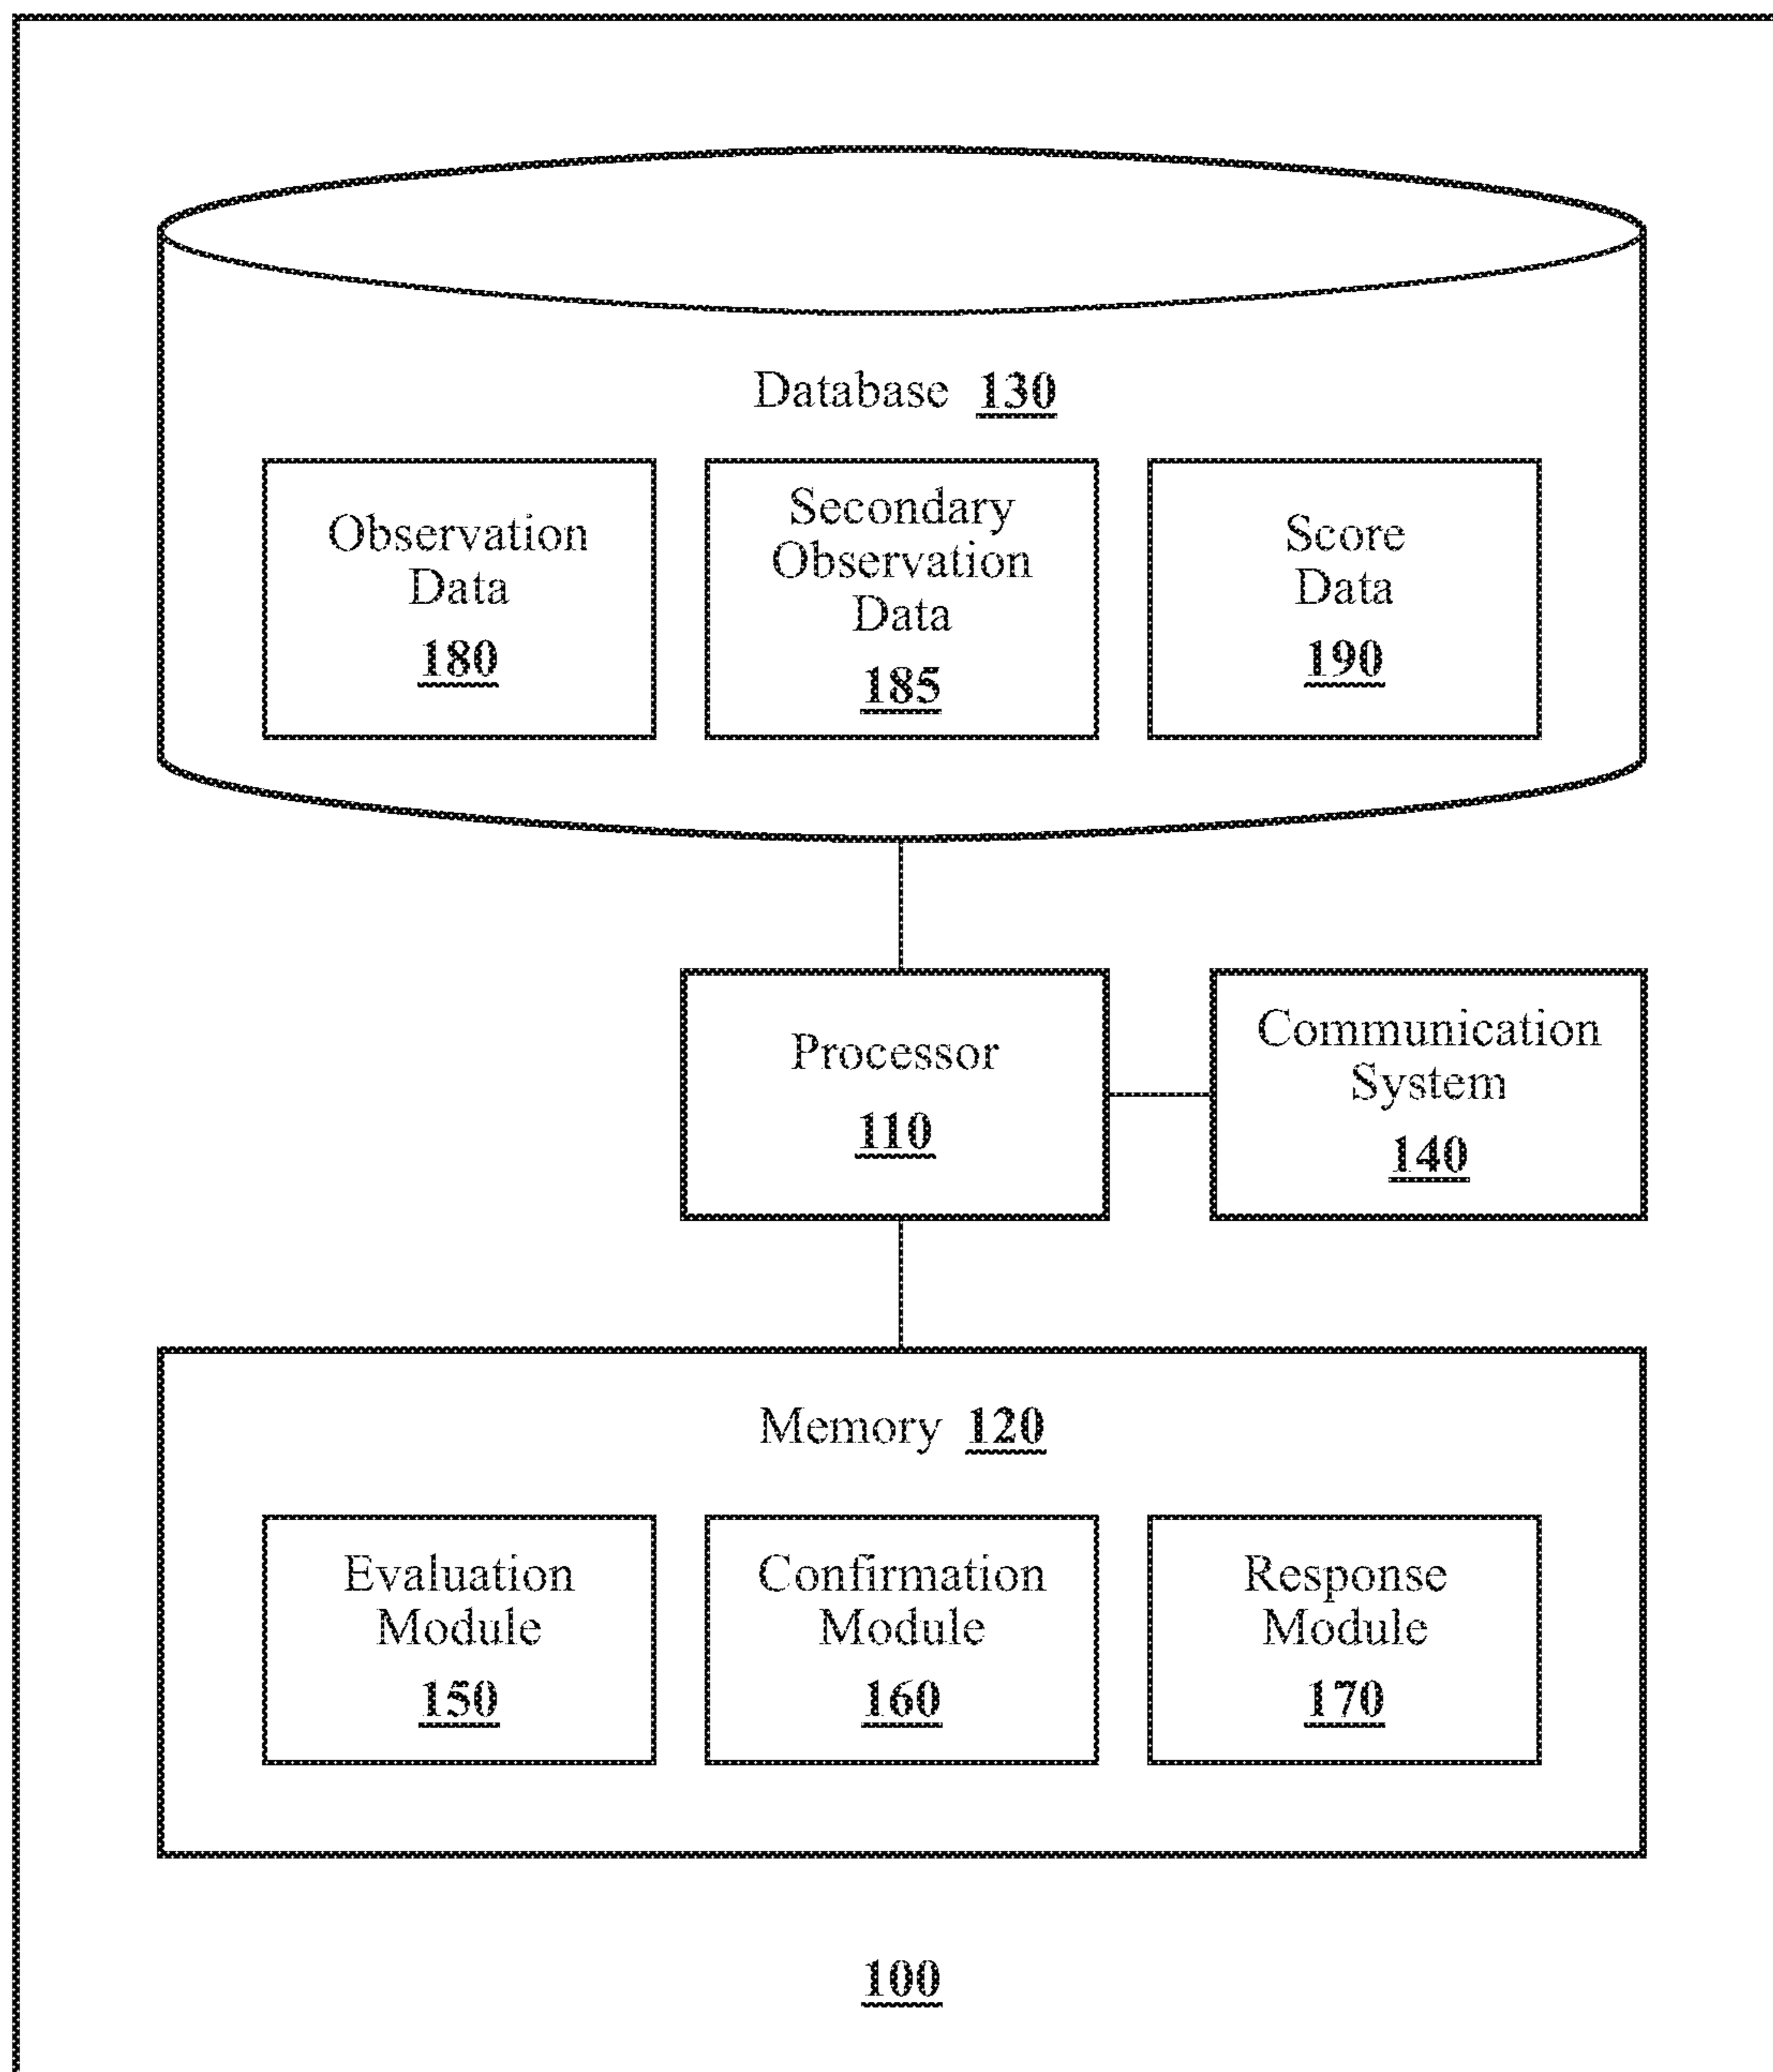 Database 130
Observation
Data
180
Secondary
Observation
Data
185
Score
Data
190
Processor
110
Communication
System
140
Memory 120
Evaluation
Module
150
Confirmation
Module
160
Response
Module
170
100